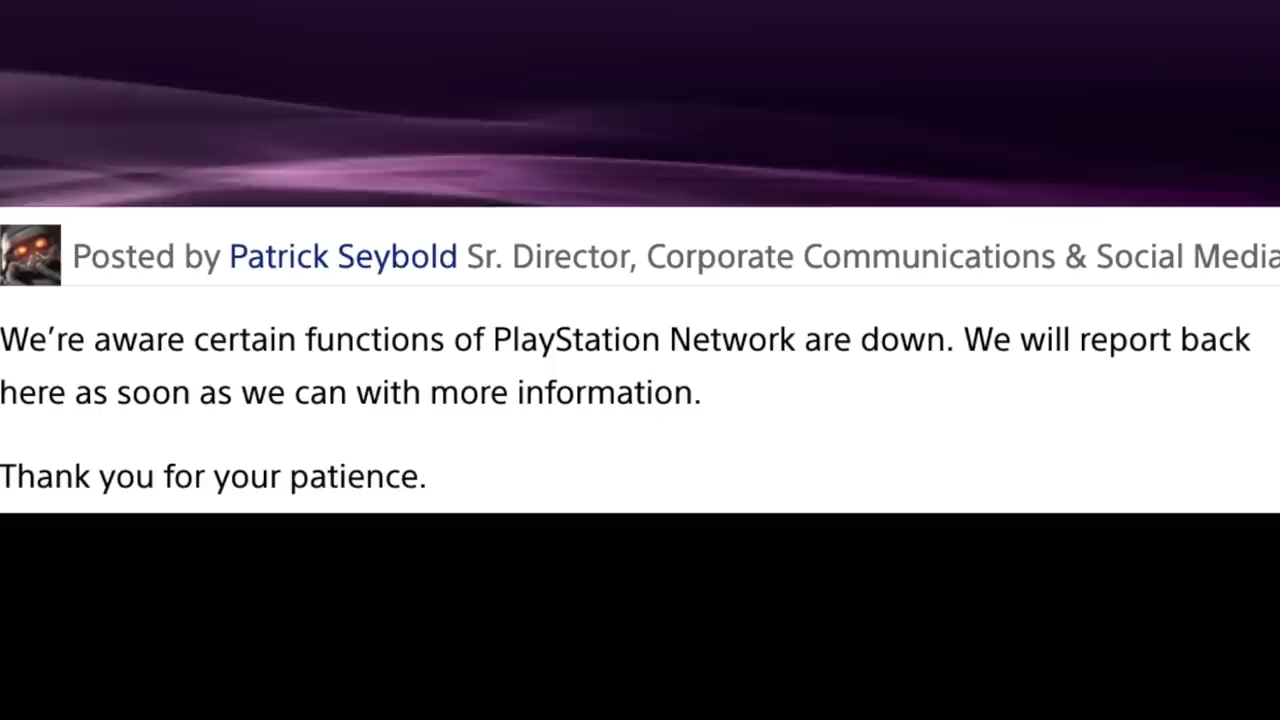 Posted by Patrick Seybold Sr. Director, Corporate Communications & Social Media
We’re aware certain functions of PlayStation Network are down. We will report back
here as soon as we can with more information.
Thank you for your patience.